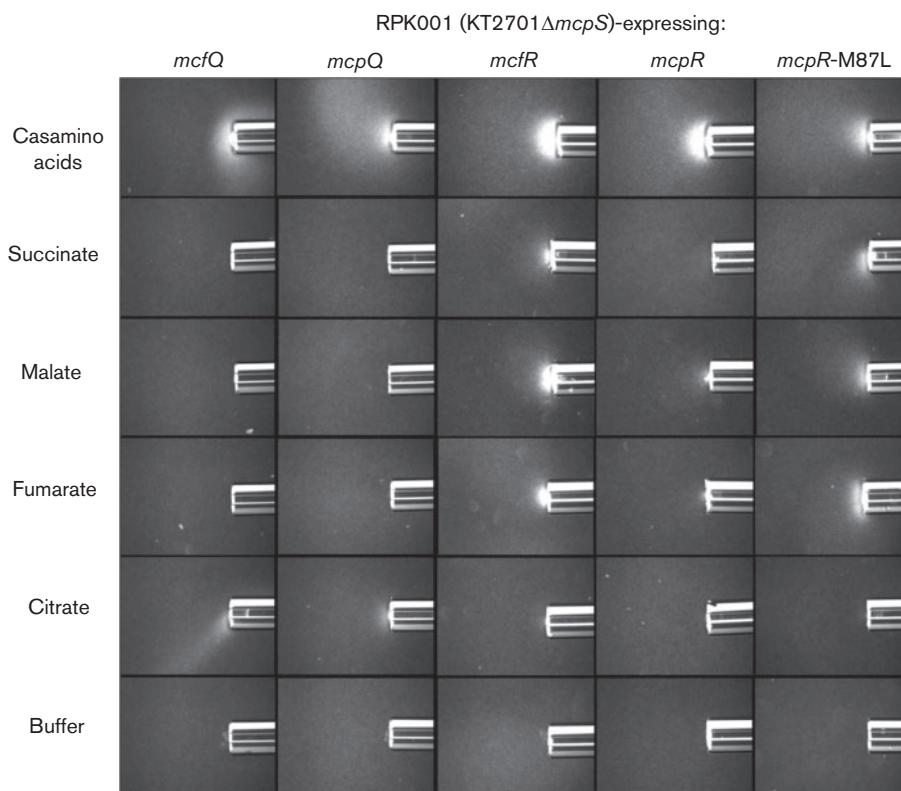 RPK001 (KT2701ΔmcpS)-expressing:
mcfQ mcpQ mcfR mcpR mcpR-M87L
Casamino
acids
Succinate
Malate
Fumarate
Citrate
Buffer